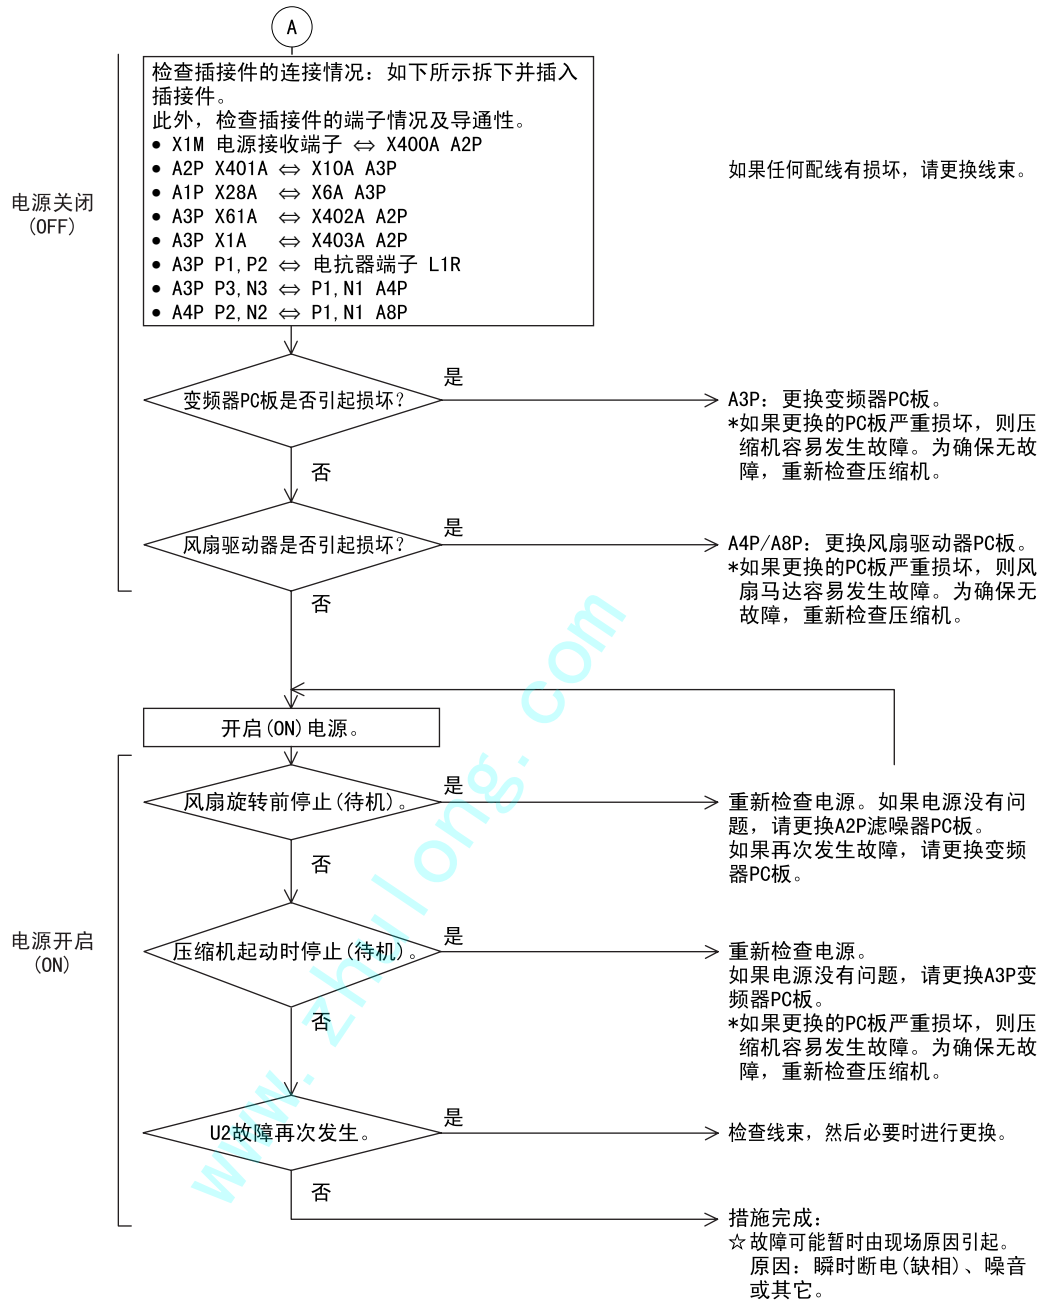 A
检查插接件的连接情况：如下所示拆下并插入
插接件。
此外，检查插接件的端子情况及导通性。
● X1M 电源接收端子 ⇔ X400A A2P
● A2P X401A ⇔ X10A A3P
● A1P X28A ⇔ X6A A3P
● A3P X61A ⇔ X402A A2P
● A3P X1A ⇔ X403A A2P
● A3P P1,P2 ⇔ 电抗器端子 L1R
● A3P P3,N3 ⇔ P1,N1 A4P
● A4P P2,N2 ⇔ P1,N1 A8P
如果任何配线有损坏，请更换线束。
电源关闭
(OFF)
变频器PC板是否引起损坏？
是
A3P：更换变频器PC板。
*如果更换的PC板严重损坏，则压
缩机容易发生故障。为确保无故
障，重新检查压缩机。
否
风扇驱动器是否引起损坏？
是
A4P/A8P：更换风扇驱动器PC板。
*如果更换的PC板严重损坏，则风
扇马达容易发生故障。为确保无
故障，重新检查压缩机。
否
开启(ON)电源。
风扇旋转前停止(待机)。
是
重新检查电源。如果电源没有问
题，请更换A2P滤噪器PC板。
如果再次发生故障，请更换变频
器PC板。
否
电源开启
(ON)
压缩机起动时停止(待机)。
是
重新检查电源。
如果电源没有问题，请更换A3P变
频器PC板。
*如果更换的PC板严重损坏，则压
缩机容易发生故障。为确保无故
障，重新检查压缩机。
否
U2故障再次发生。
是
检查线束，然后必要时进行更换。
否
措施完成：
☆故障可能暂时由现场原因引起。
原因：瞬时断电(缺相)、噪音
或其它。
www.zhulong.com